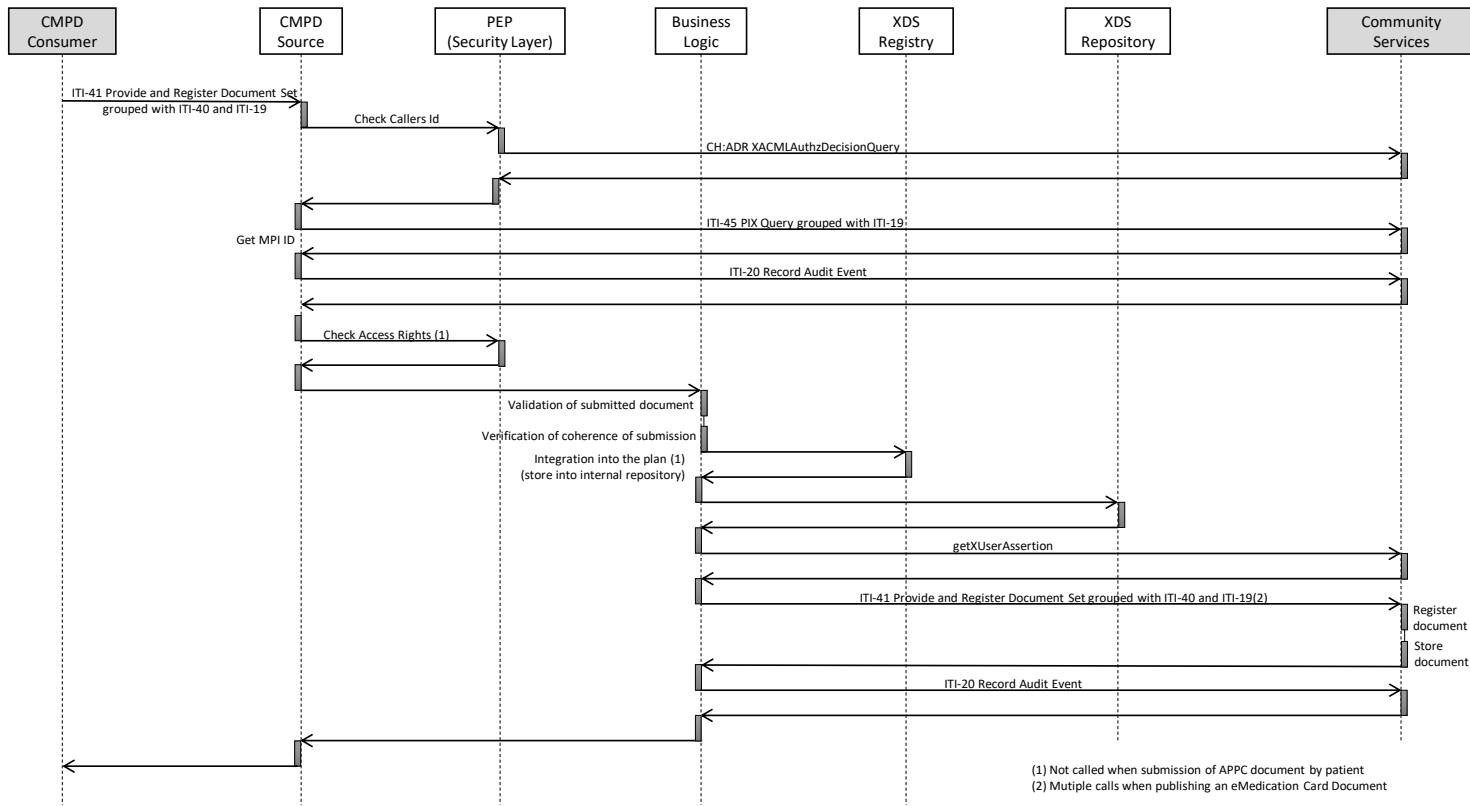 CMPD
Consumer
CMPD
Source
PEP
(Security Layer)
Business
Logic
XDS
Registry
XDS
Repository
Community
Services
ITI-41 Provide and Register Document Set
grouped with ITI-40 and ITI-19
Check Callers Id
CH:ADR XACMLAuthzDecisionQuery
ITI-45 PIX Query grouped with ITI-19
Get MPI ID
ITI-20 Record Audit Event
Check Access Rights (1)
Validation of submitted document
Verification of coherence of submission
Integration into the plan (1)
(store into internal repository)
getXUserAssertion
ITI-41 Provide and Register Document Set grouped with ITI-40 and ITI-19(2)
Register
document
Store
document
ITI-20 Record Audit Event
(1) Not called when submission of APPC document by patient
(2) Mutiple calls when publishing an eMedication Card Document